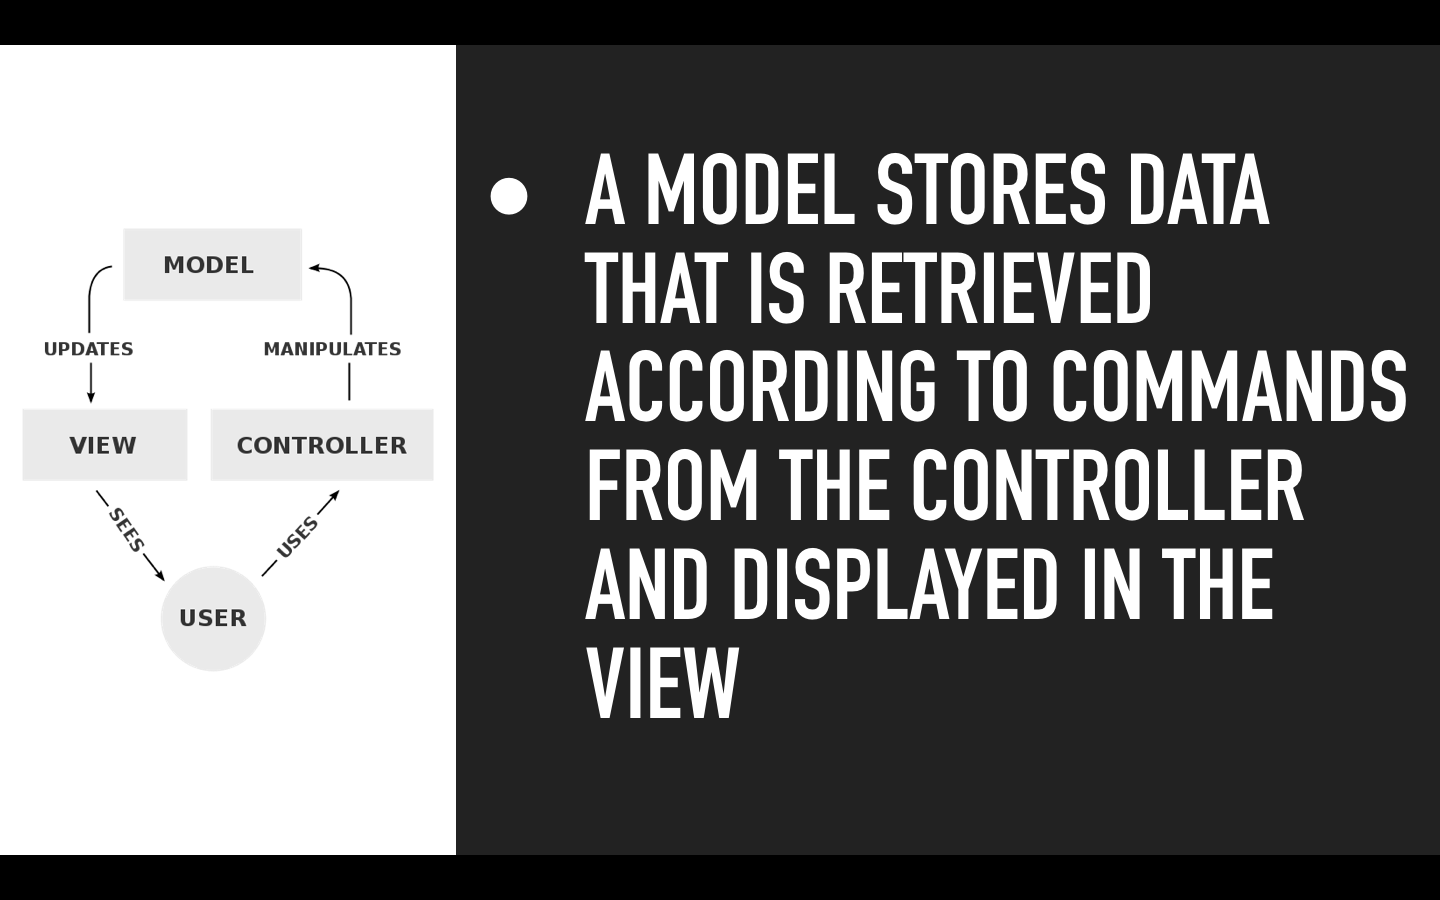 MODEL
UPDATES
MANIPULATES
VIEW
CONTROLLER
SEES
USES
USER
● A MODEL STORES DATA
THAT IS RETRIEVED
ACCORDING TO COMMANDS
FROM THE CONTROLLER
AND DISPLAYED IN THE
VIEW